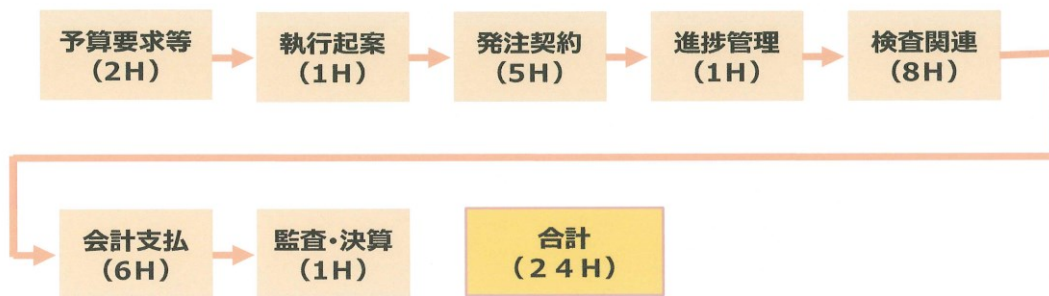 予算要求等
（2H）
執行起案
（1H）
発注契約
（5H）
進捗管理
（1H）
検査関連
（8H）
会計支払
（6H）
監査・決算
（1H）
合計
（２４H）